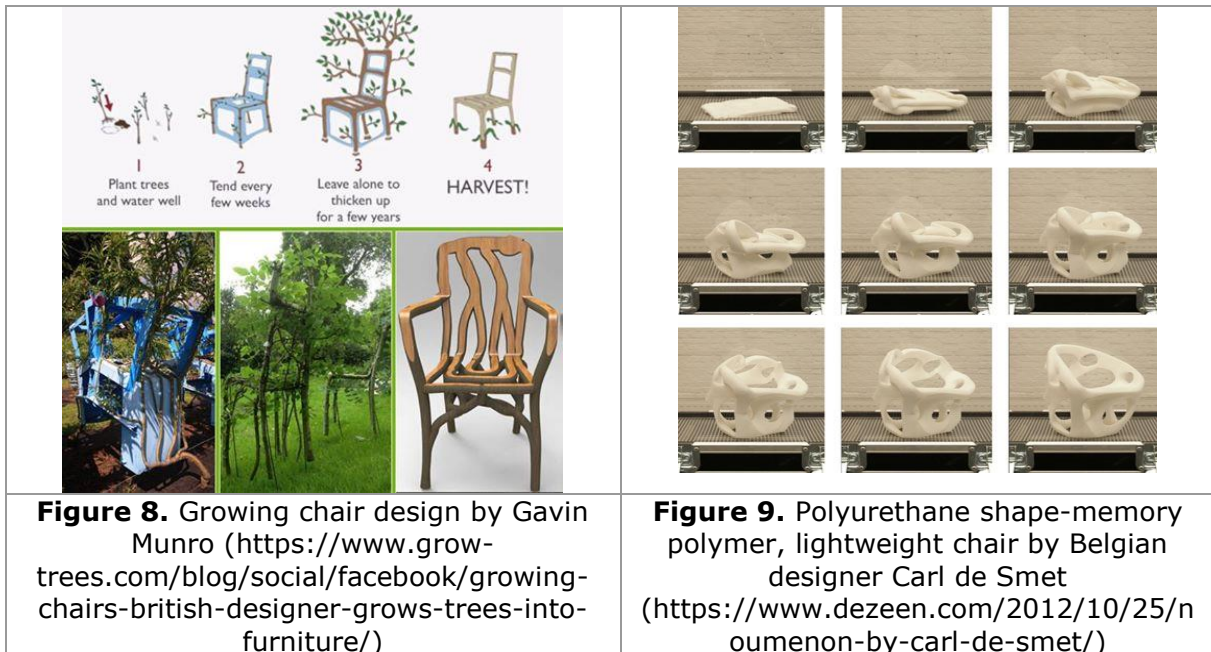 1
Plant trees
and water well
2
Tend every
few weeks
3
Leave alone to
thicken up
for a few years
4
HARVEST!
Figure 8. Growing chair design by Gavin
Munro (https://www.grow-
trees.com/blog/social/facebook/growing-
chairs-british-designer-grows-trees-into-
furniture/)
Figure 9. Polyurethane shape-memory
polymer, lightweight chair by Belgian
designer Carl de Smet
(https://www.dezeen.com/2012/10/25/n
oumenon-by-carl-de-smet/)